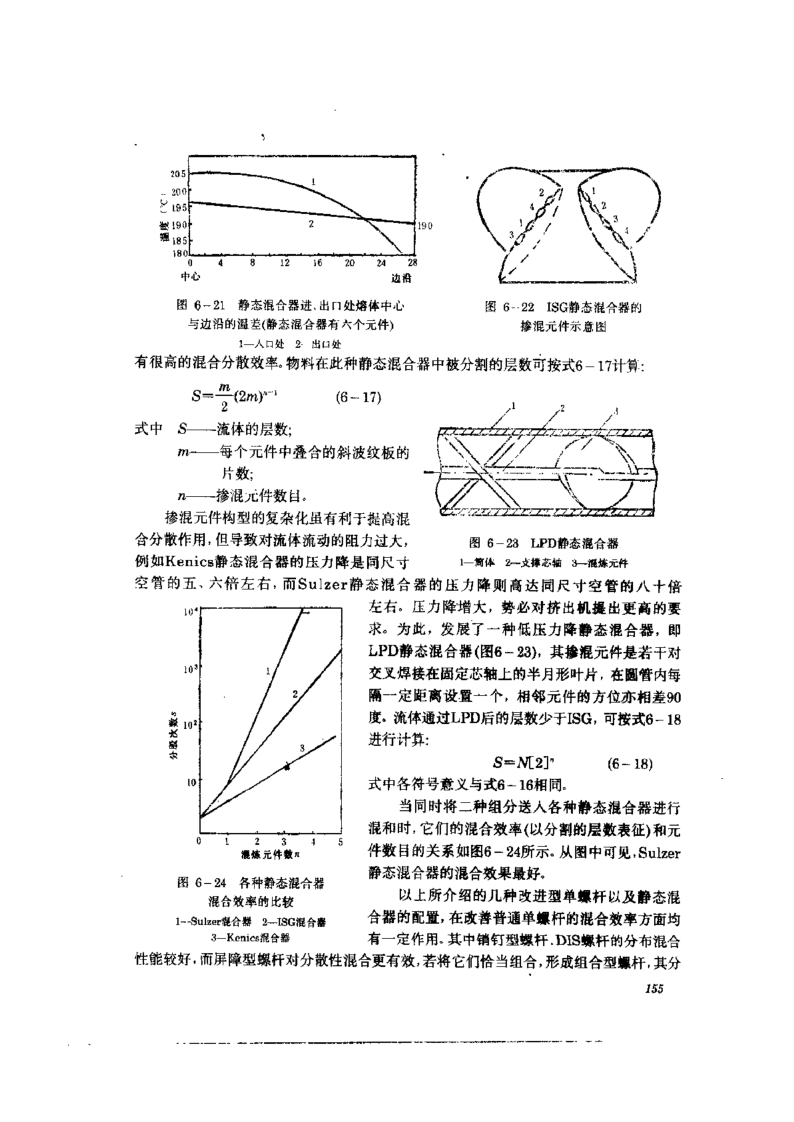 205
200
195
190
185
180
温度(℃)
1
2
190
0 4 8 12 16 20 24 28
中心 边沿
图 6-21 静态混合器进、出口处熔体中心
与边沿的温差(静态混合器有六个元件)
1—入口处 2 出口处
2 1
4 2
1 3
3 4
图 6-22 ISG静态混合器的
掺混元件示意图
有很高的混合分散效率。物料在此种静态混合器中被分割的层数可按式6-17计算:
S=m/2(2m)ⁿ⁻¹ (6-17)
式中 S——流体的层数;
m——每个元件中叠合的斜波纹板的
片数;
n——掺混元件数目。
掺混元件构型的复杂化虽有利于提高混
合分散作用,但导致对流体流动的阻力过大,
例如Kenics静态混合器的压力降是同尺寸
1 2 3
图 6-23 LPD静态混合器
1—筒体 2—支撑芯轴 3—混炼元件
空管的五、六倍左右,而Sulzer静态混合器的压力降则高达同尺寸空管的八十倍
左右。压力降增大,势必对挤出机提出更高的要
求。为此,发展了一种低压力降静态混合器,即
LPD静态混合器(图6-23),其掺混元件是若干对
交叉焊接在固定芯轴上的半月形叶片,在圆管内每
隔一定距离设置一个,相邻元件的方位亦相差90
度。流体通过LPD后的层数少于ISG,可按式6-18
进行计算:
S=N[2]ⁿ (6-18)
式中各符号意义与式6-16相同。
当同时将二种组分送入各种静态混合器进行
混和时,它们的混合效率(以分割的层数表征)和元
件数目的关系如图6-24所示。从图中可见,Sulzer
静态混合器的混合效果最好。
以上所介绍的几种改进型单螺杆以及静态混
合器的配置,在改善普通单螺杆的混合效率方面均
有一定作用。其中销钉型螺杆、DIS螺杆的分布混合
10⁴
10³
10²
10
分裂次数s
1
2
3
0 1 2 3 4 5
混炼元件数n
图 6-24 各种静态混合器
混合效率的比较
1--Sulzer混合器 2—ISG混合器
3—Kenics混合器
性能较好,而屏障型螺杆对分散性混合更有效,若将它们恰当组合,形成组合型螺杆,其分
155